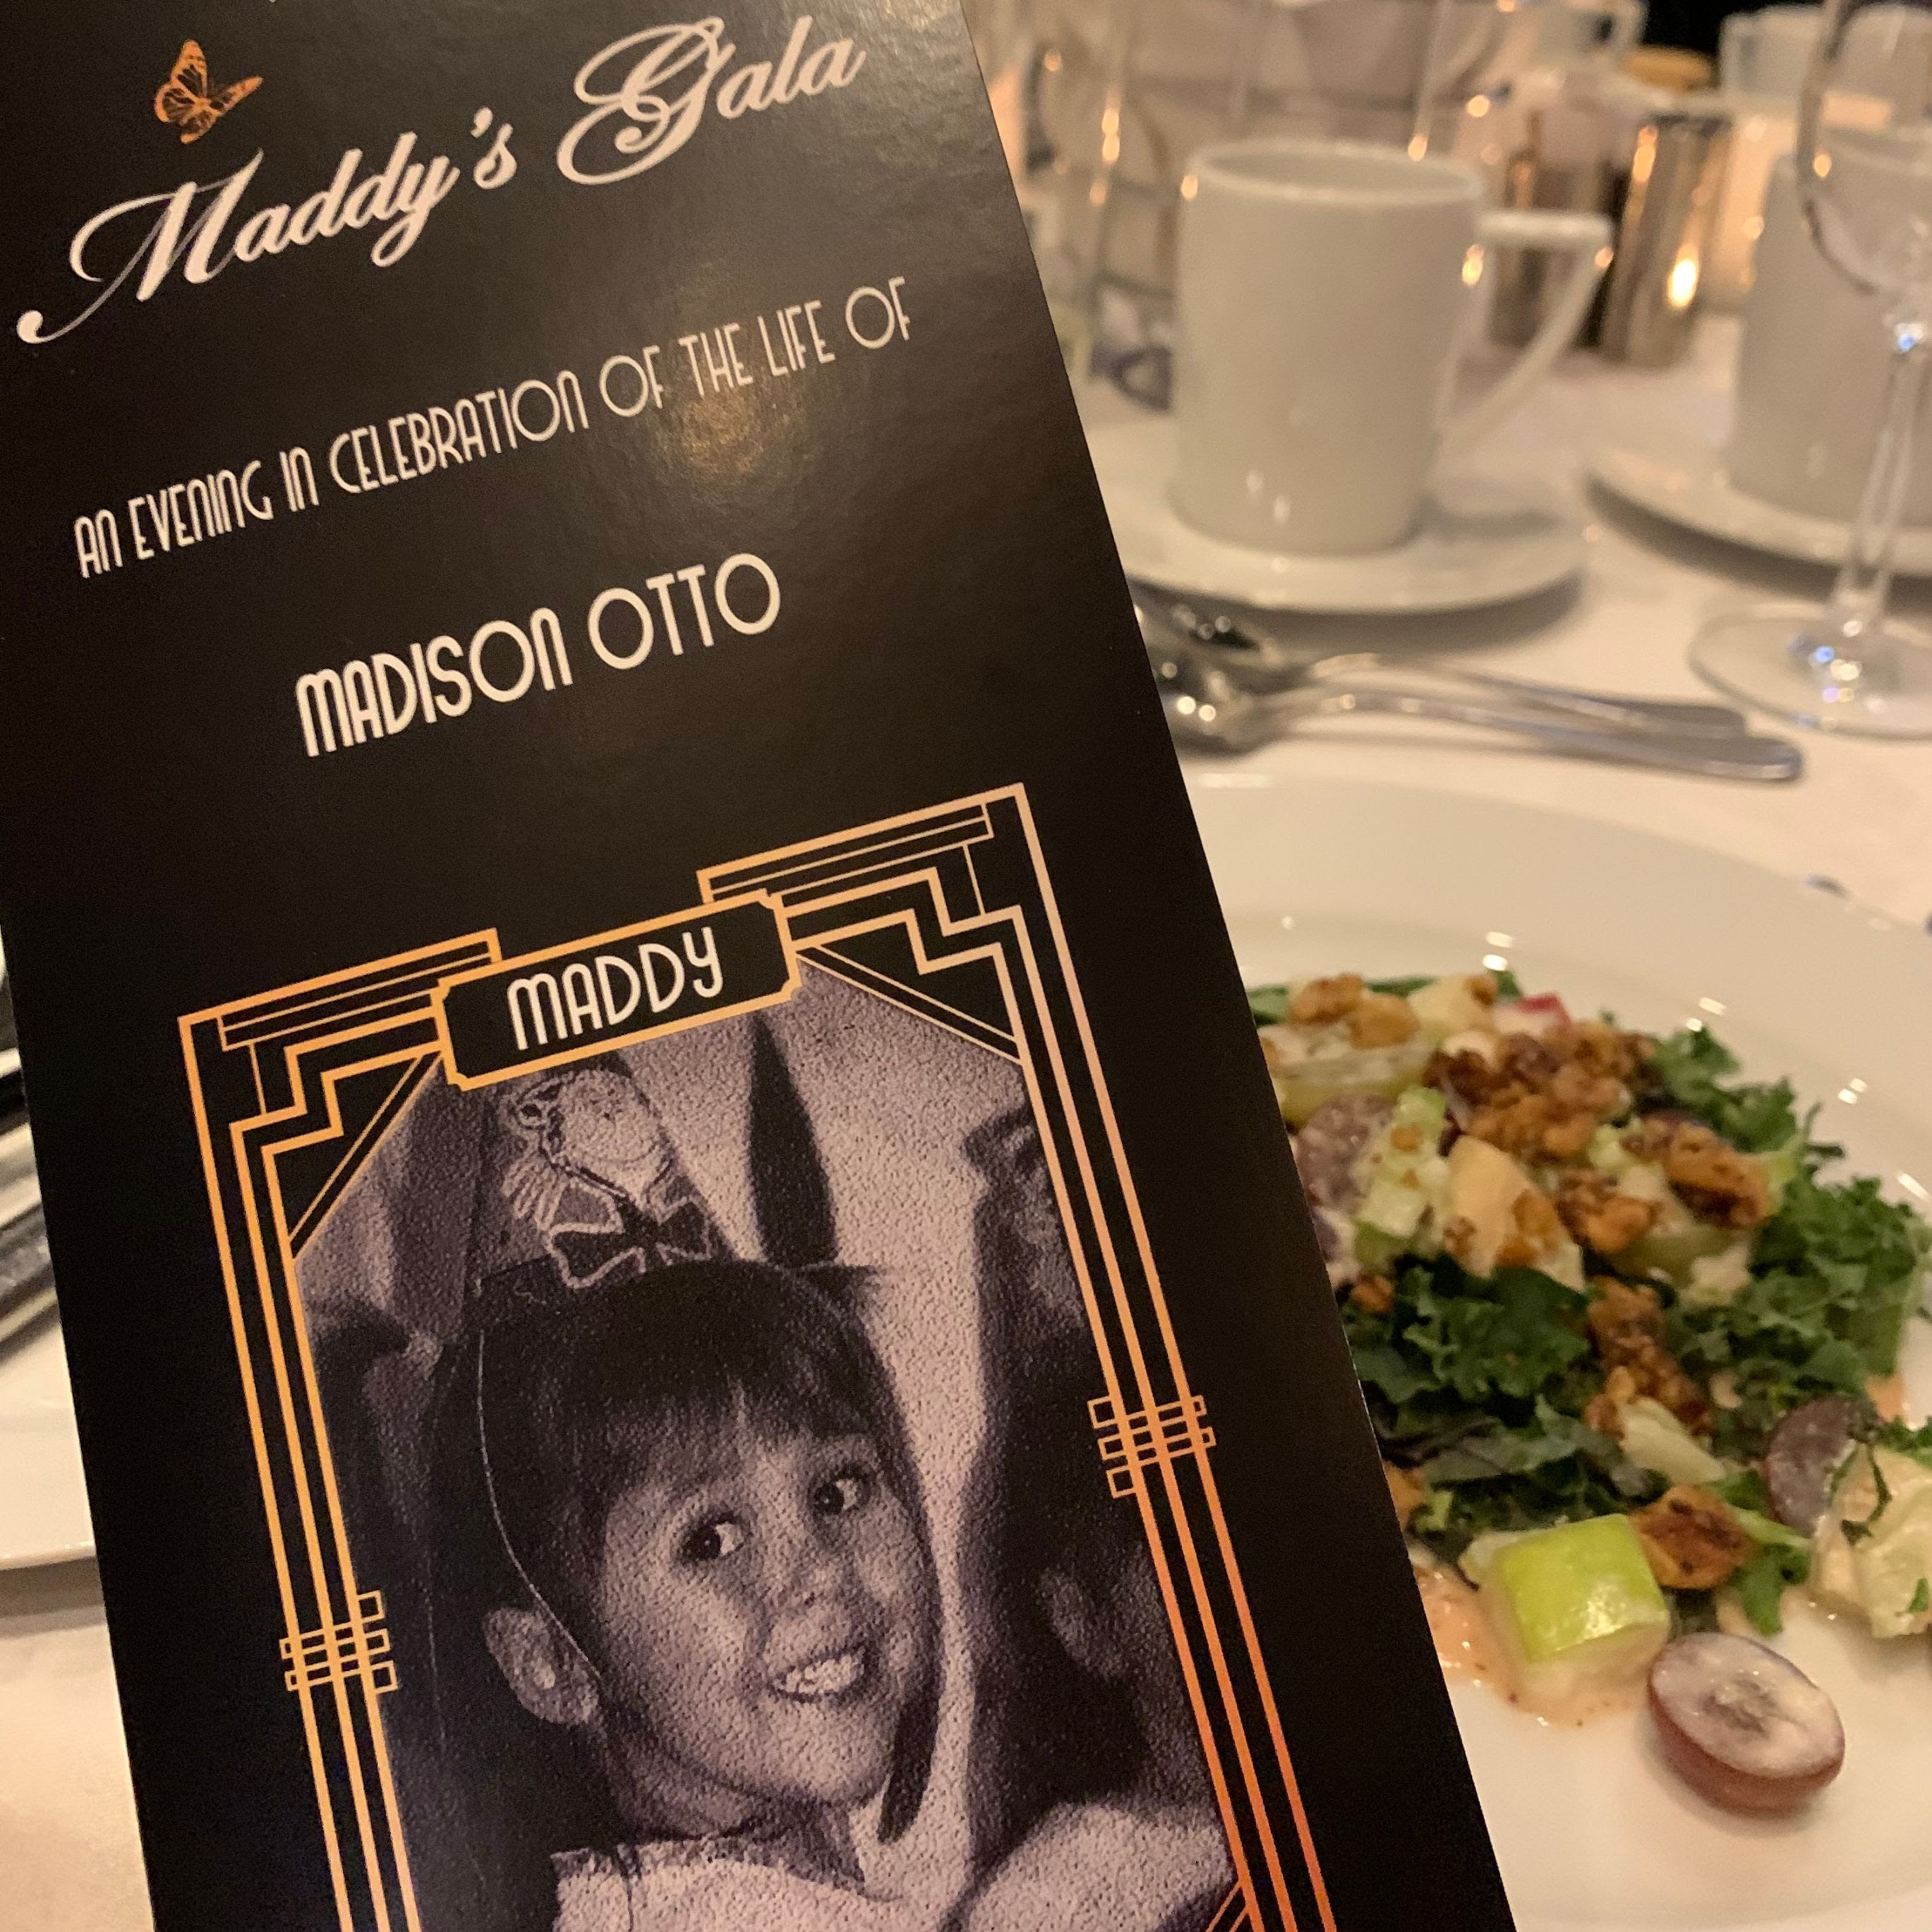 Maddy's Gala
AN EVENING IN CELEBRATION OF THE LIFE OF
MADISON OTTO
MADDY